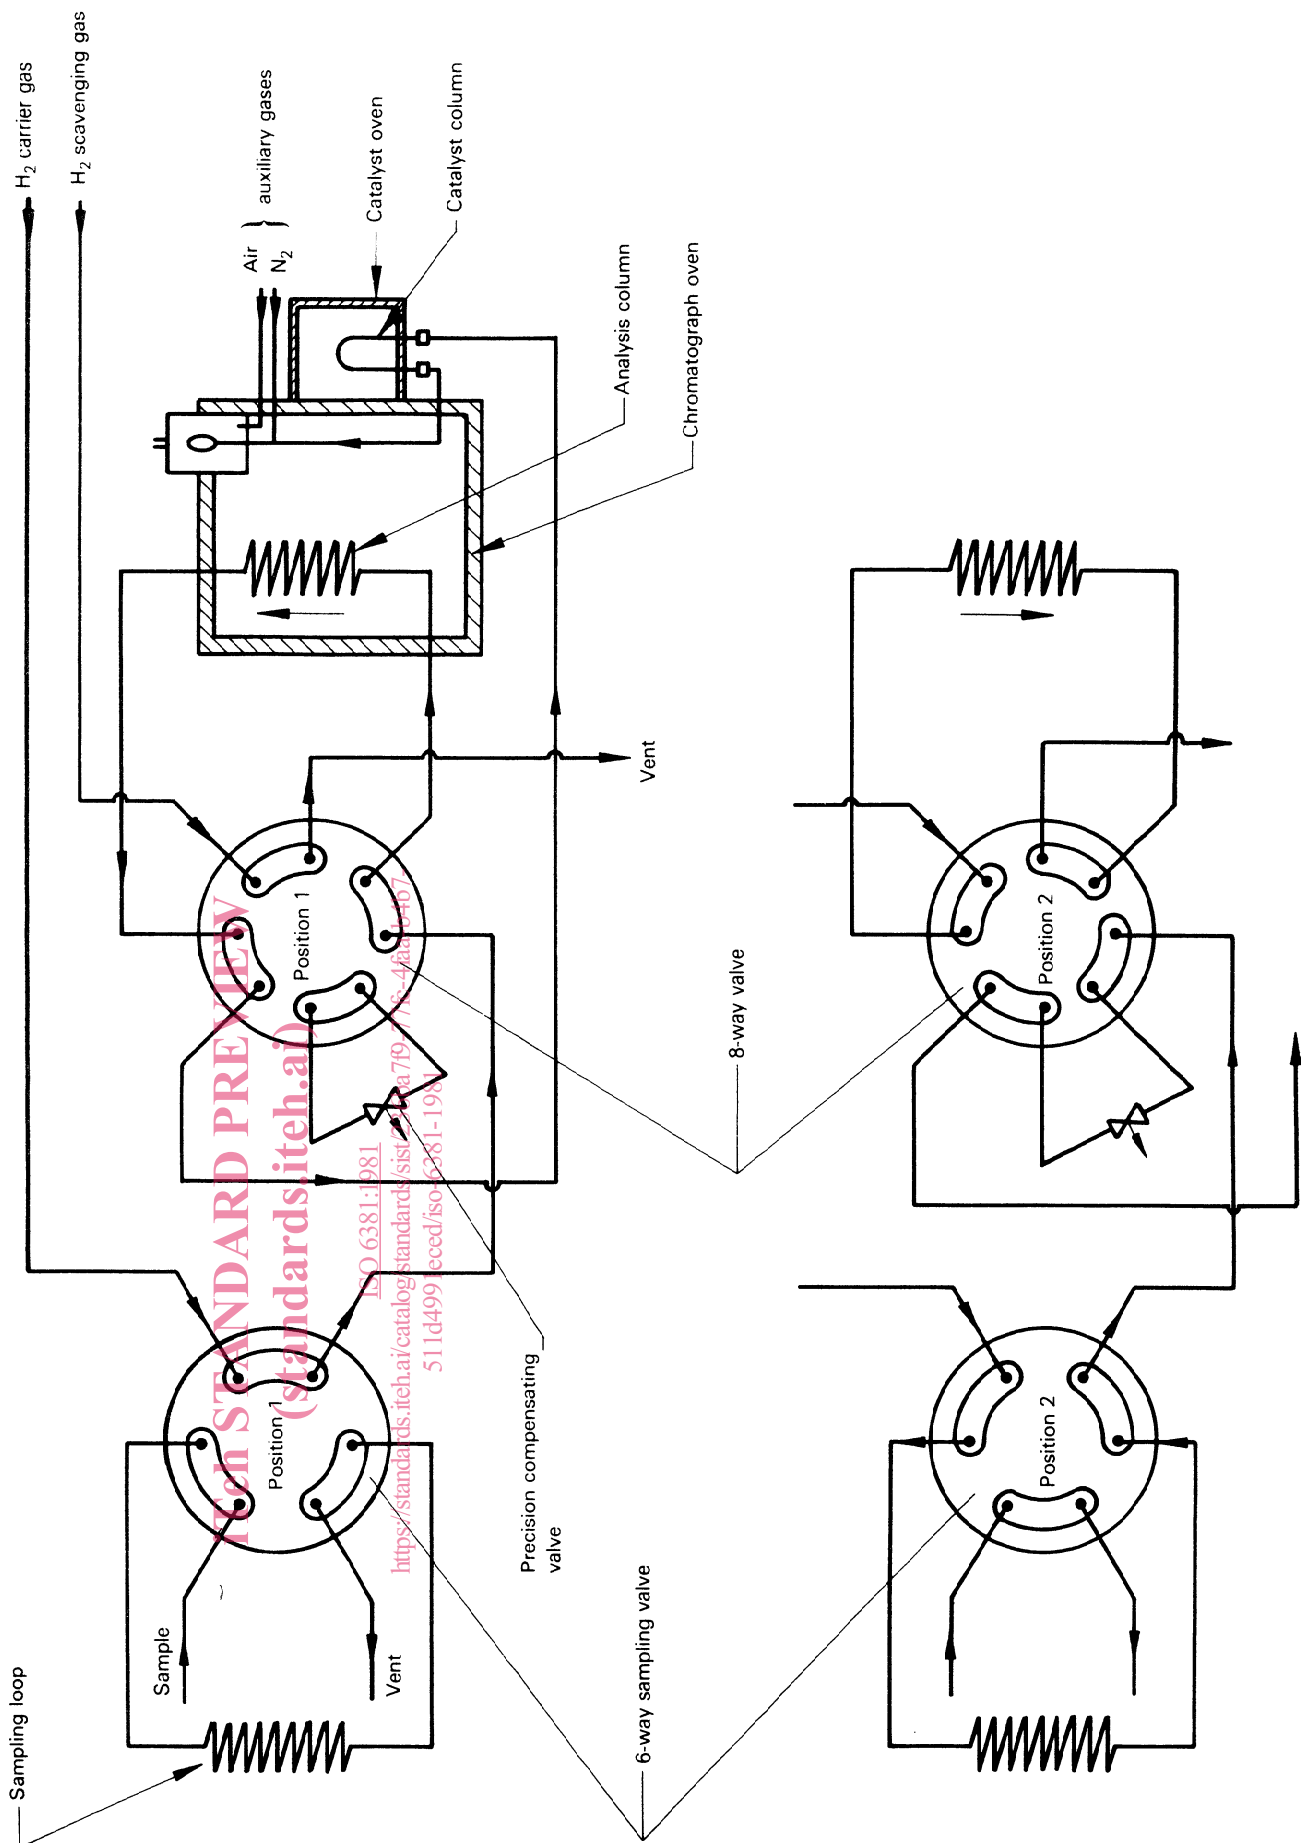 H2 carrier gas
H2 scavenging gas
Air
N2
auxiliary gases
Catalyst oven
Catalyst column
Analysis column
Chromatograph oven
Vent
Position 1
8-way valve
Position 2
Precision compensating
valve
Position 1
Position 2
Sample
Vent
Sampling loop
6-way sampling valve
iTeh STANDARD PREVIEW
(standards.iteh.ai)
ISO 6381:1981
https://standards.iteh.ai/catalog/standards/sist/
511d4991eced/iso-6381-1981